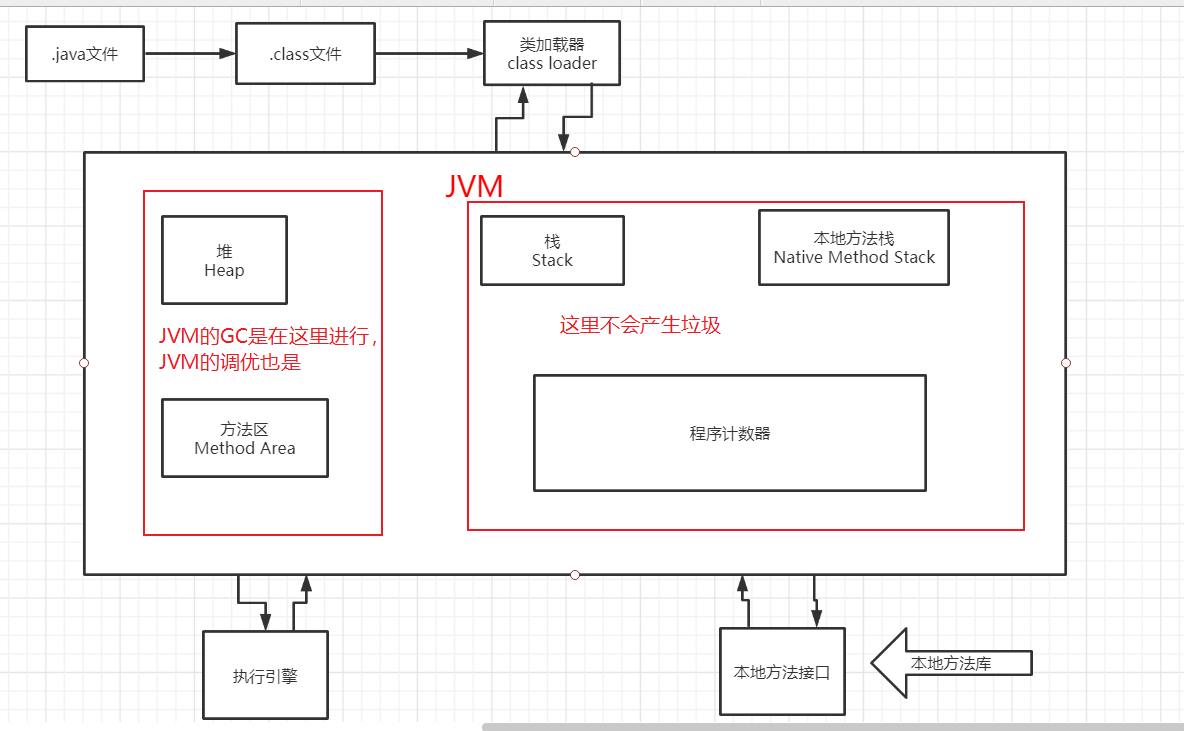 .java文件
.class文件
类加载器
class loader
JVM
堆
Heap
JVM的GC是在这里进行，
JVM的调优也是
方法区
Method Area
栈
Stack
本地方法栈
Native Method Stack
这里不会产生垃圾
程序计数器
执行引擎
本地方法接口
本地方法库